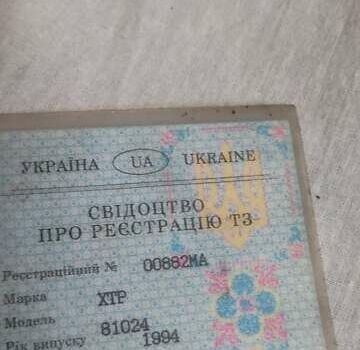 УКРАЇНА UA UKRAINE
СВІДОЦТВО
ПРО РЕЄСТРАЦІЮ ТЗ
Реєстраційний № 00882МА
Марка ХТР
Модель 81024
Рік випуску 1994